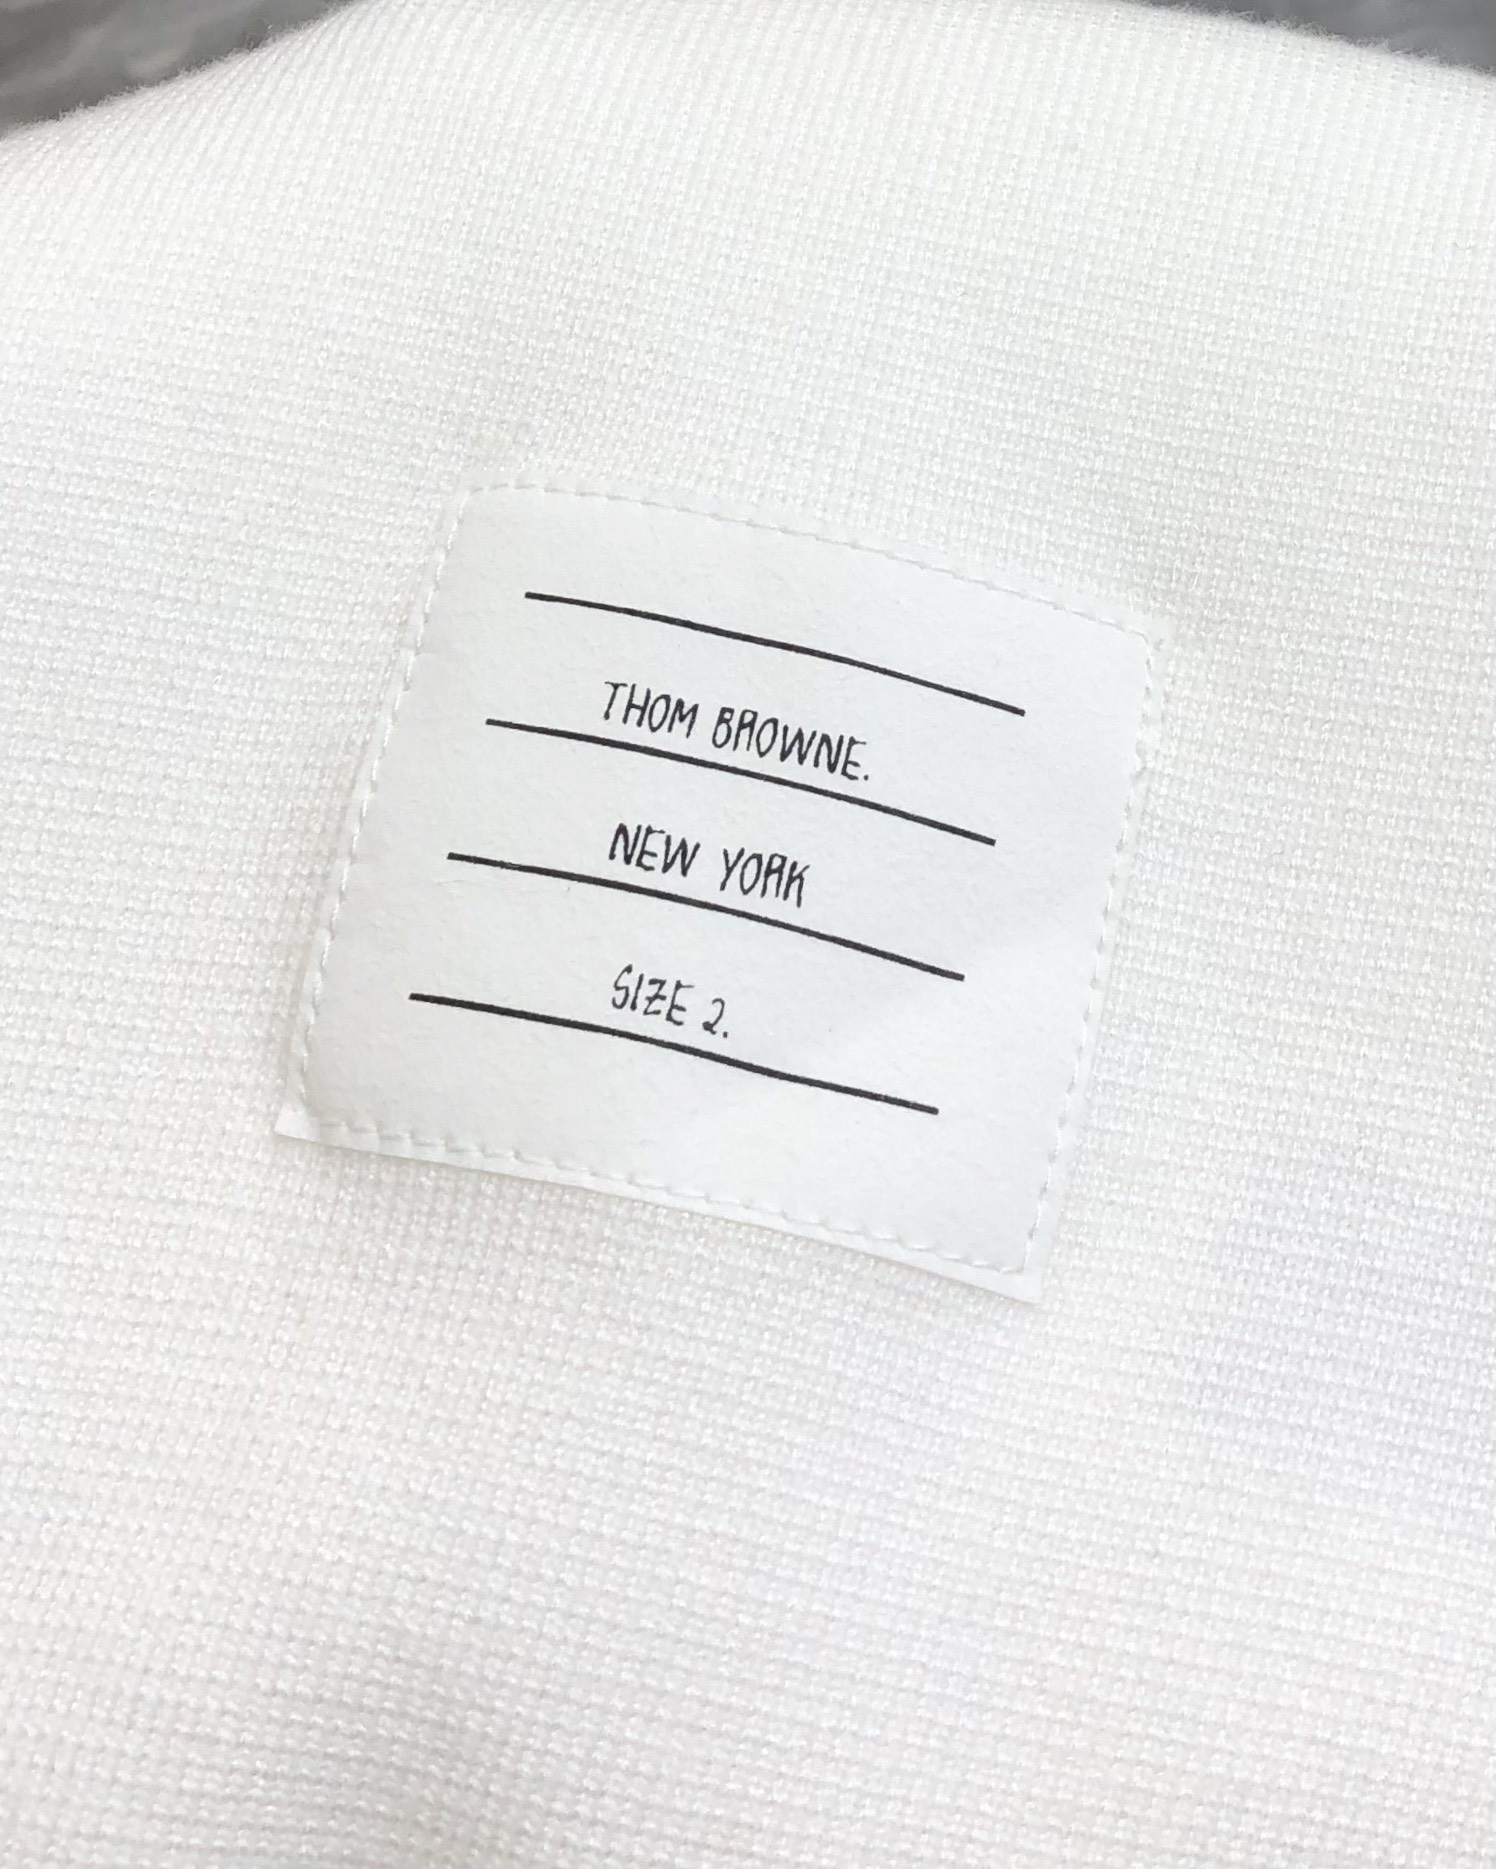 THOM BROWNE.
NEW YORK
SIZE 2.